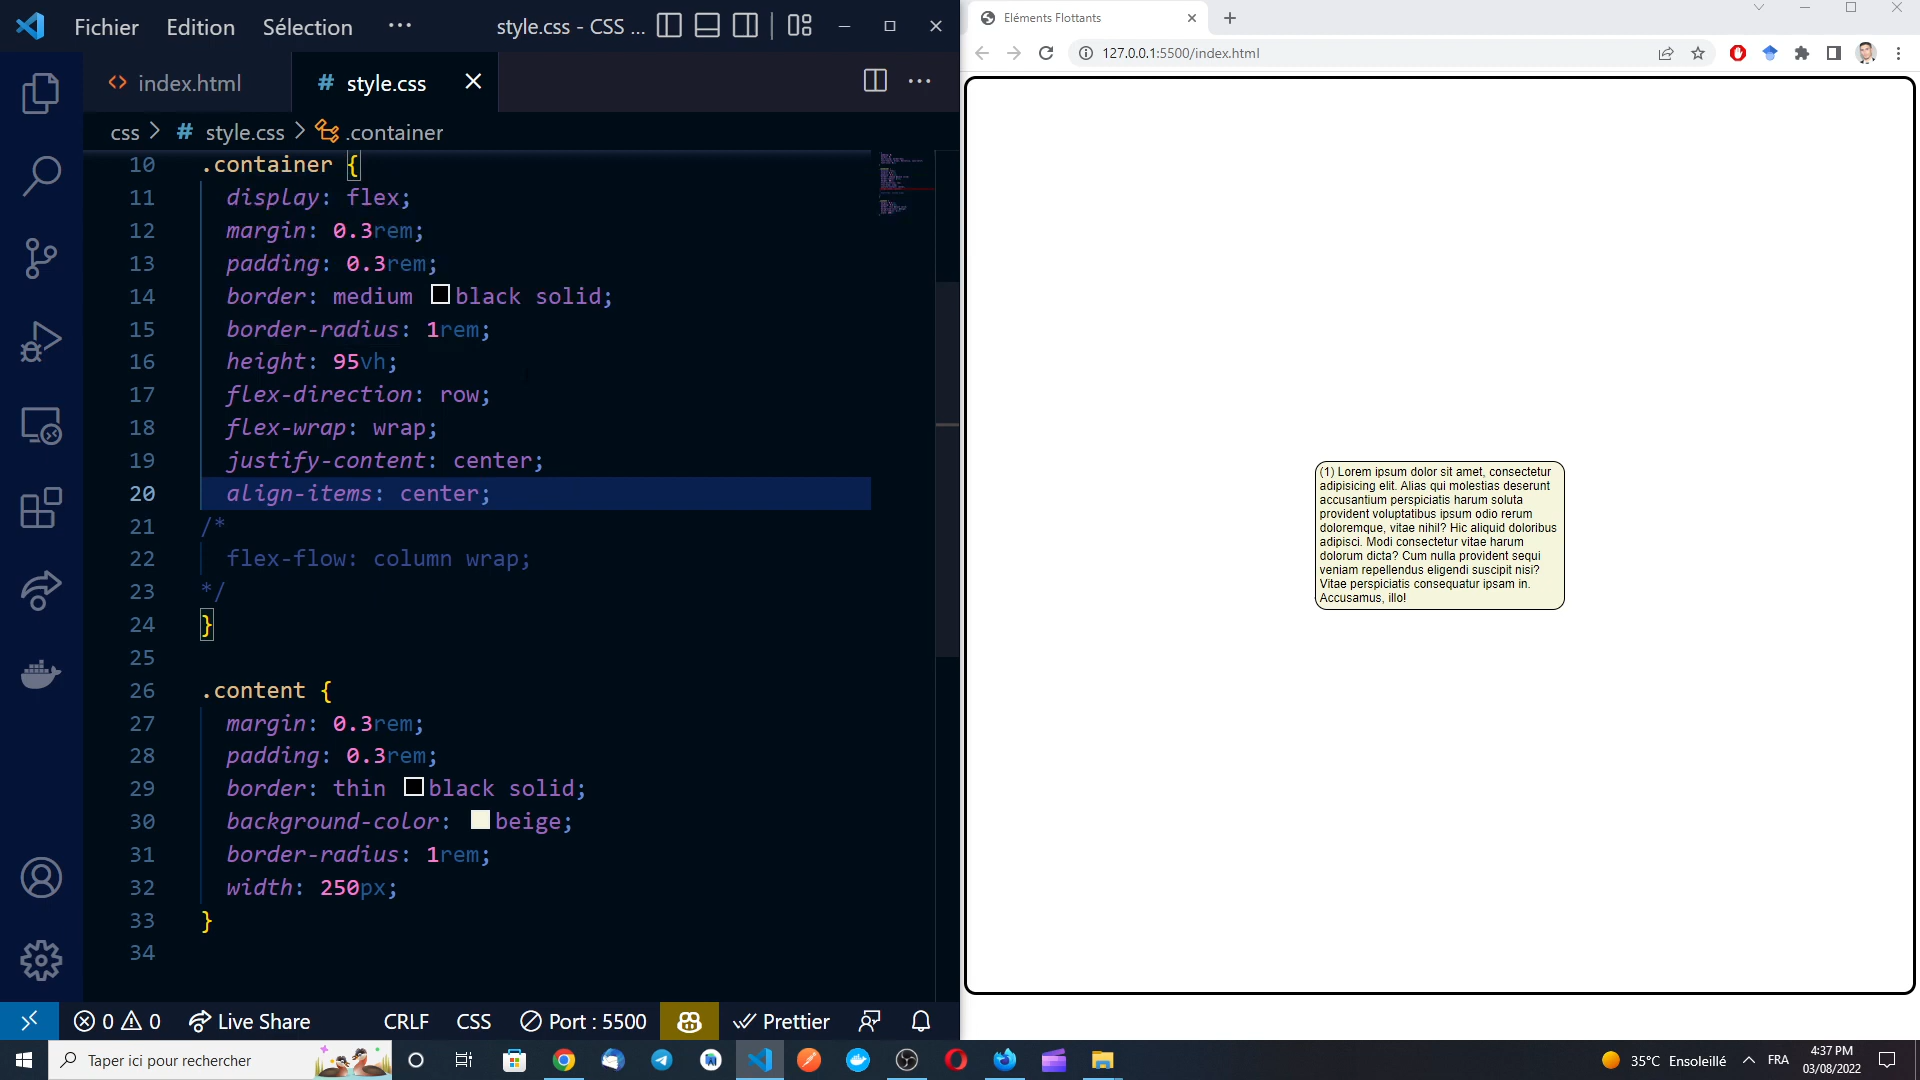 Fichier Edition Sélection ··· style.css - CSS ...
index.html # style.css
css > # style.css > .container
10 .container {
11 display: flex;
12 margin: 0.3rem;
13 padding: 0.3rem;
14 border: medium black solid;
15 border-radius: 1rem;
16 height: 95vh;
17 flex-direction: row;
18 flex-wrap: wrap;
19 justify-content: center;
20 align-items: center;
21 /*
22 flex-flow: column wrap;
23 */
24 }
25
26 .content {
27 margin: 0.3rem;
28 padding: 0.3rem;
29 border: thin black solid;
30 background-color: beige;
31 border-radius: 1rem;
32 width: 250px;
33 }
34
0 0 Live Share CRLF CSS Port : 5500 Prettier
Eléments Flottants
127.0.0.1:5500/index.html
(1) Lorem ipsum dolor sit amet, consectetur
adipisicing elit. Alias qui molestias deserunt
accusantium perspiciatis harum soluta
provident voluptatibus ipsum odio rerum
doloremque, vitae nihil? Hic aliquid doloribus
adipisci. Modi consectetur vitae harum
dolorum dicta? Cum nulla provident sequi
veniam repellendus eligendi suscipit nisi?
Vitae perspiciatis consequatur ipsam in.
Accusamus, illo!
Taper ici pour rechercher
35°C Ensoleillé FRA 4:37 PM
03/08/2022